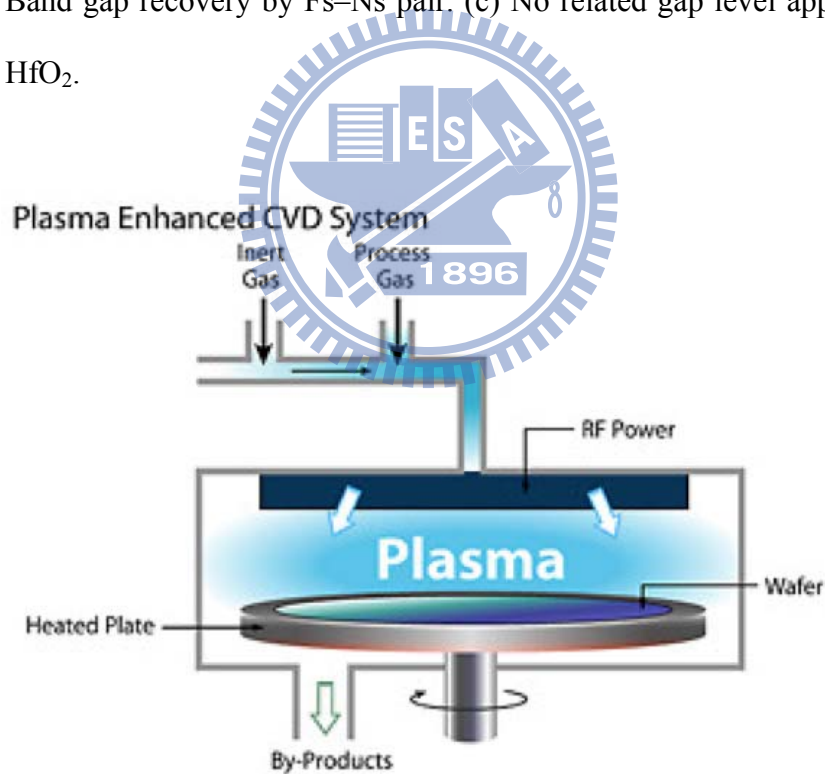 Band gap recovery by Fs–Ns pair. (c) No related gap level app
HfO₂.
E S A
1896
Plasma Enhanced CVD System
Inert
Gas
Process
Gas
RF Power
Plasma
Wafer
Heated Plate
By-Products